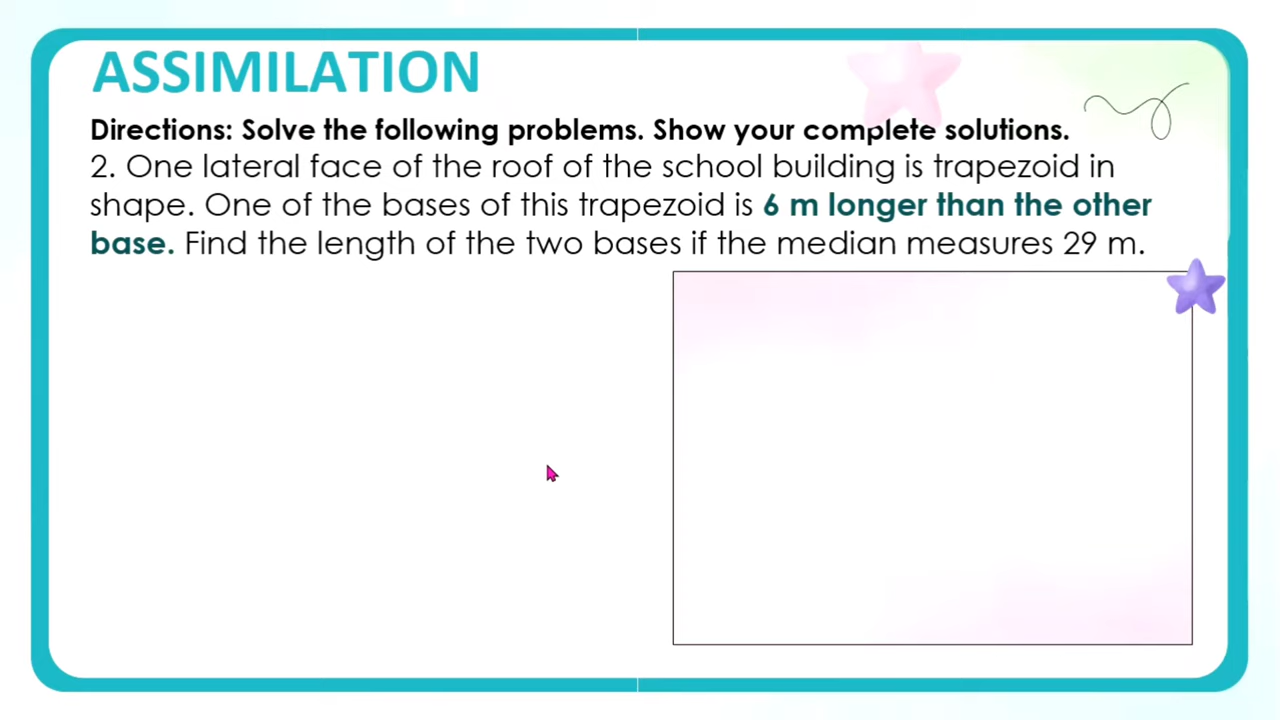 ASSIMILATION
Directions: Solve the following problems. Show your complete solutions.
2. One lateral face of the roof of the school building is trapezoid in
shape. One of the bases of this trapezoid is 6 m longer than the other
base. Find the length of the two bases if the median measures 29 m.